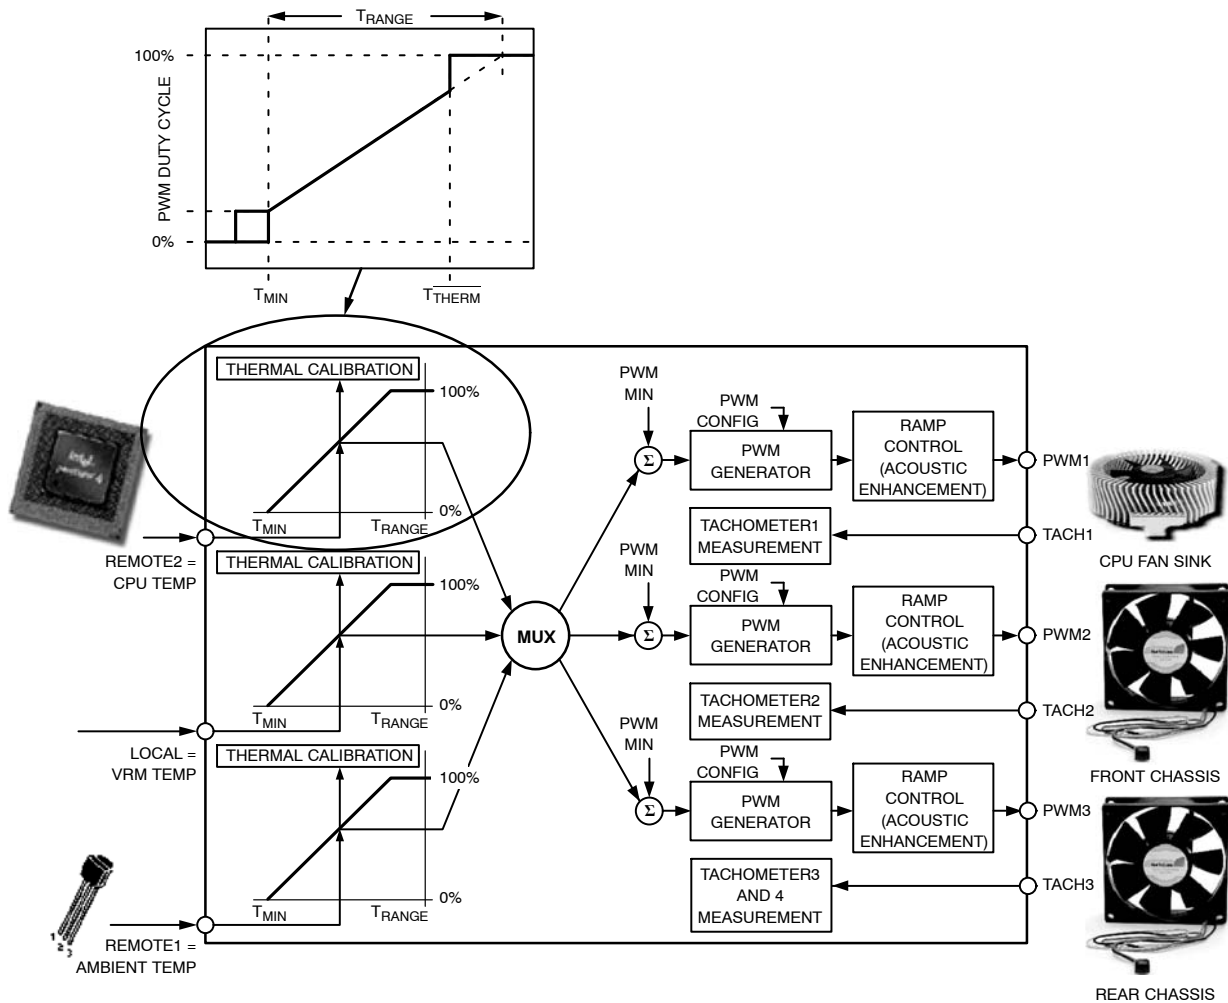 TRANGE
100%
PWM DUTY CYCLE
0%
TMIN
TTHERM
THERMAL CALIBRATION
100%
TMIN
TRANGE
0%
REMOTE2 =
CPU TEMP
THERMAL CALIBRATION
100%
TMIN
TRANGE
0%
LOCAL =
VRM TEMP
THERMAL CALIBRATION
100%
TMIN
TRANGE
0%
1
2
3
REMOTE1 =
AMBIENT TEMP
MUX
PWM
MIN
Σ
PWM
CONFIG
PWM
GENERATOR
RAMP
CONTROL
(ACOUSTIC
ENHANCEMENT)
PWM1
TACHOMETER1
MEASUREMENT
TACH1
CPU FAN SINK
PWM
MIN
Σ
PWM
CONFIG
PWM
GENERATOR
RAMP
CONTROL
(ACOUSTIC
ENHANCEMENT)
PWM2
TACHOMETER2
MEASUREMENT
TACH2
FRONT CHASSIS
PWM
MIN
Σ
PWM
CONFIG
PWM
GENERATOR
RAMP
CONTROL
(ACOUSTIC
ENHANCEMENT)
PWM3
TACHOMETER3
AND 4
MEASUREMENT
TACH3
REAR CHASSIS
intel